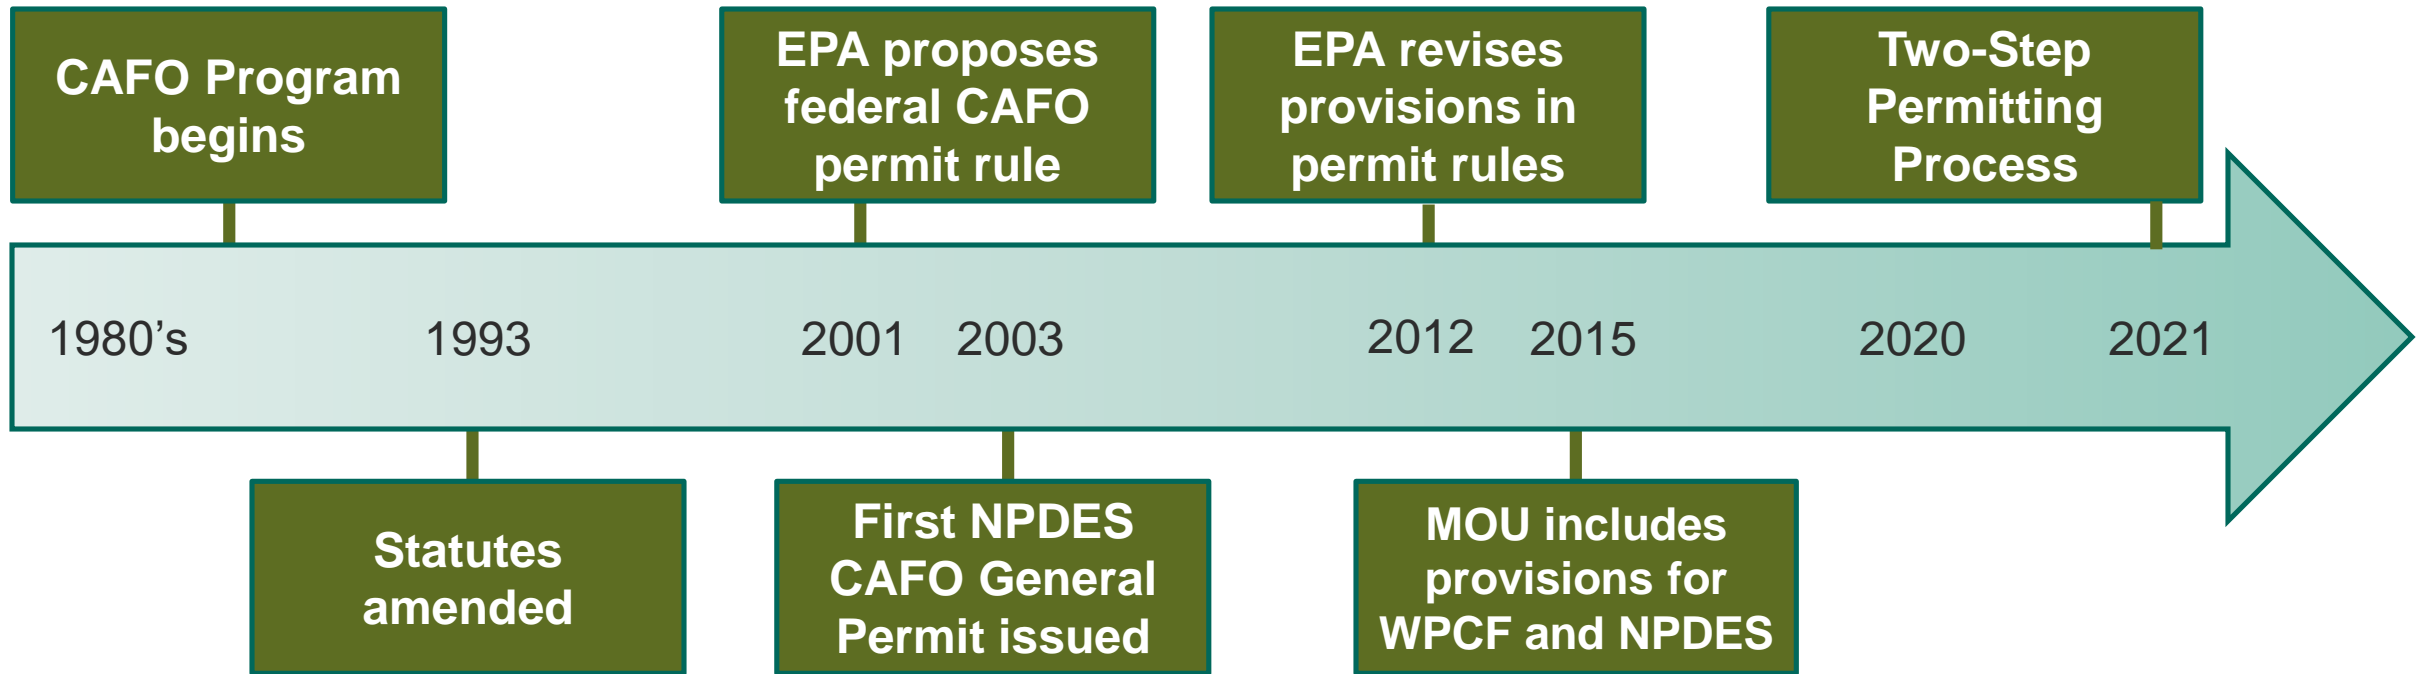 CAFO Program
begins
EPA proposes
federal CAFO
permit rule
EPA revises
provisions in
permit rules
Two-Step
Permitting
Process
1980’s
1993
2001
2003
2012
2015
2020
2021
Statutes
amended
First NPDES
CAFO General
Permit issued
MOU includes
provisions for
WPCF and NPDES